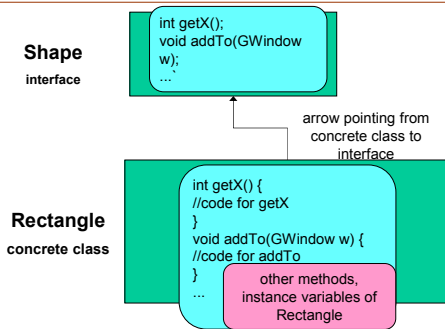 Shape
interface
int getX();
void addTo(GWindow
w);
...`
arrow pointing from
concrete class to
interface
Rectangle
concrete class
int getX() {
//code for getX
}
void addTo(GWindow w) {
//code for addTo
}
...
other methods,
instance variables of
Rectangle